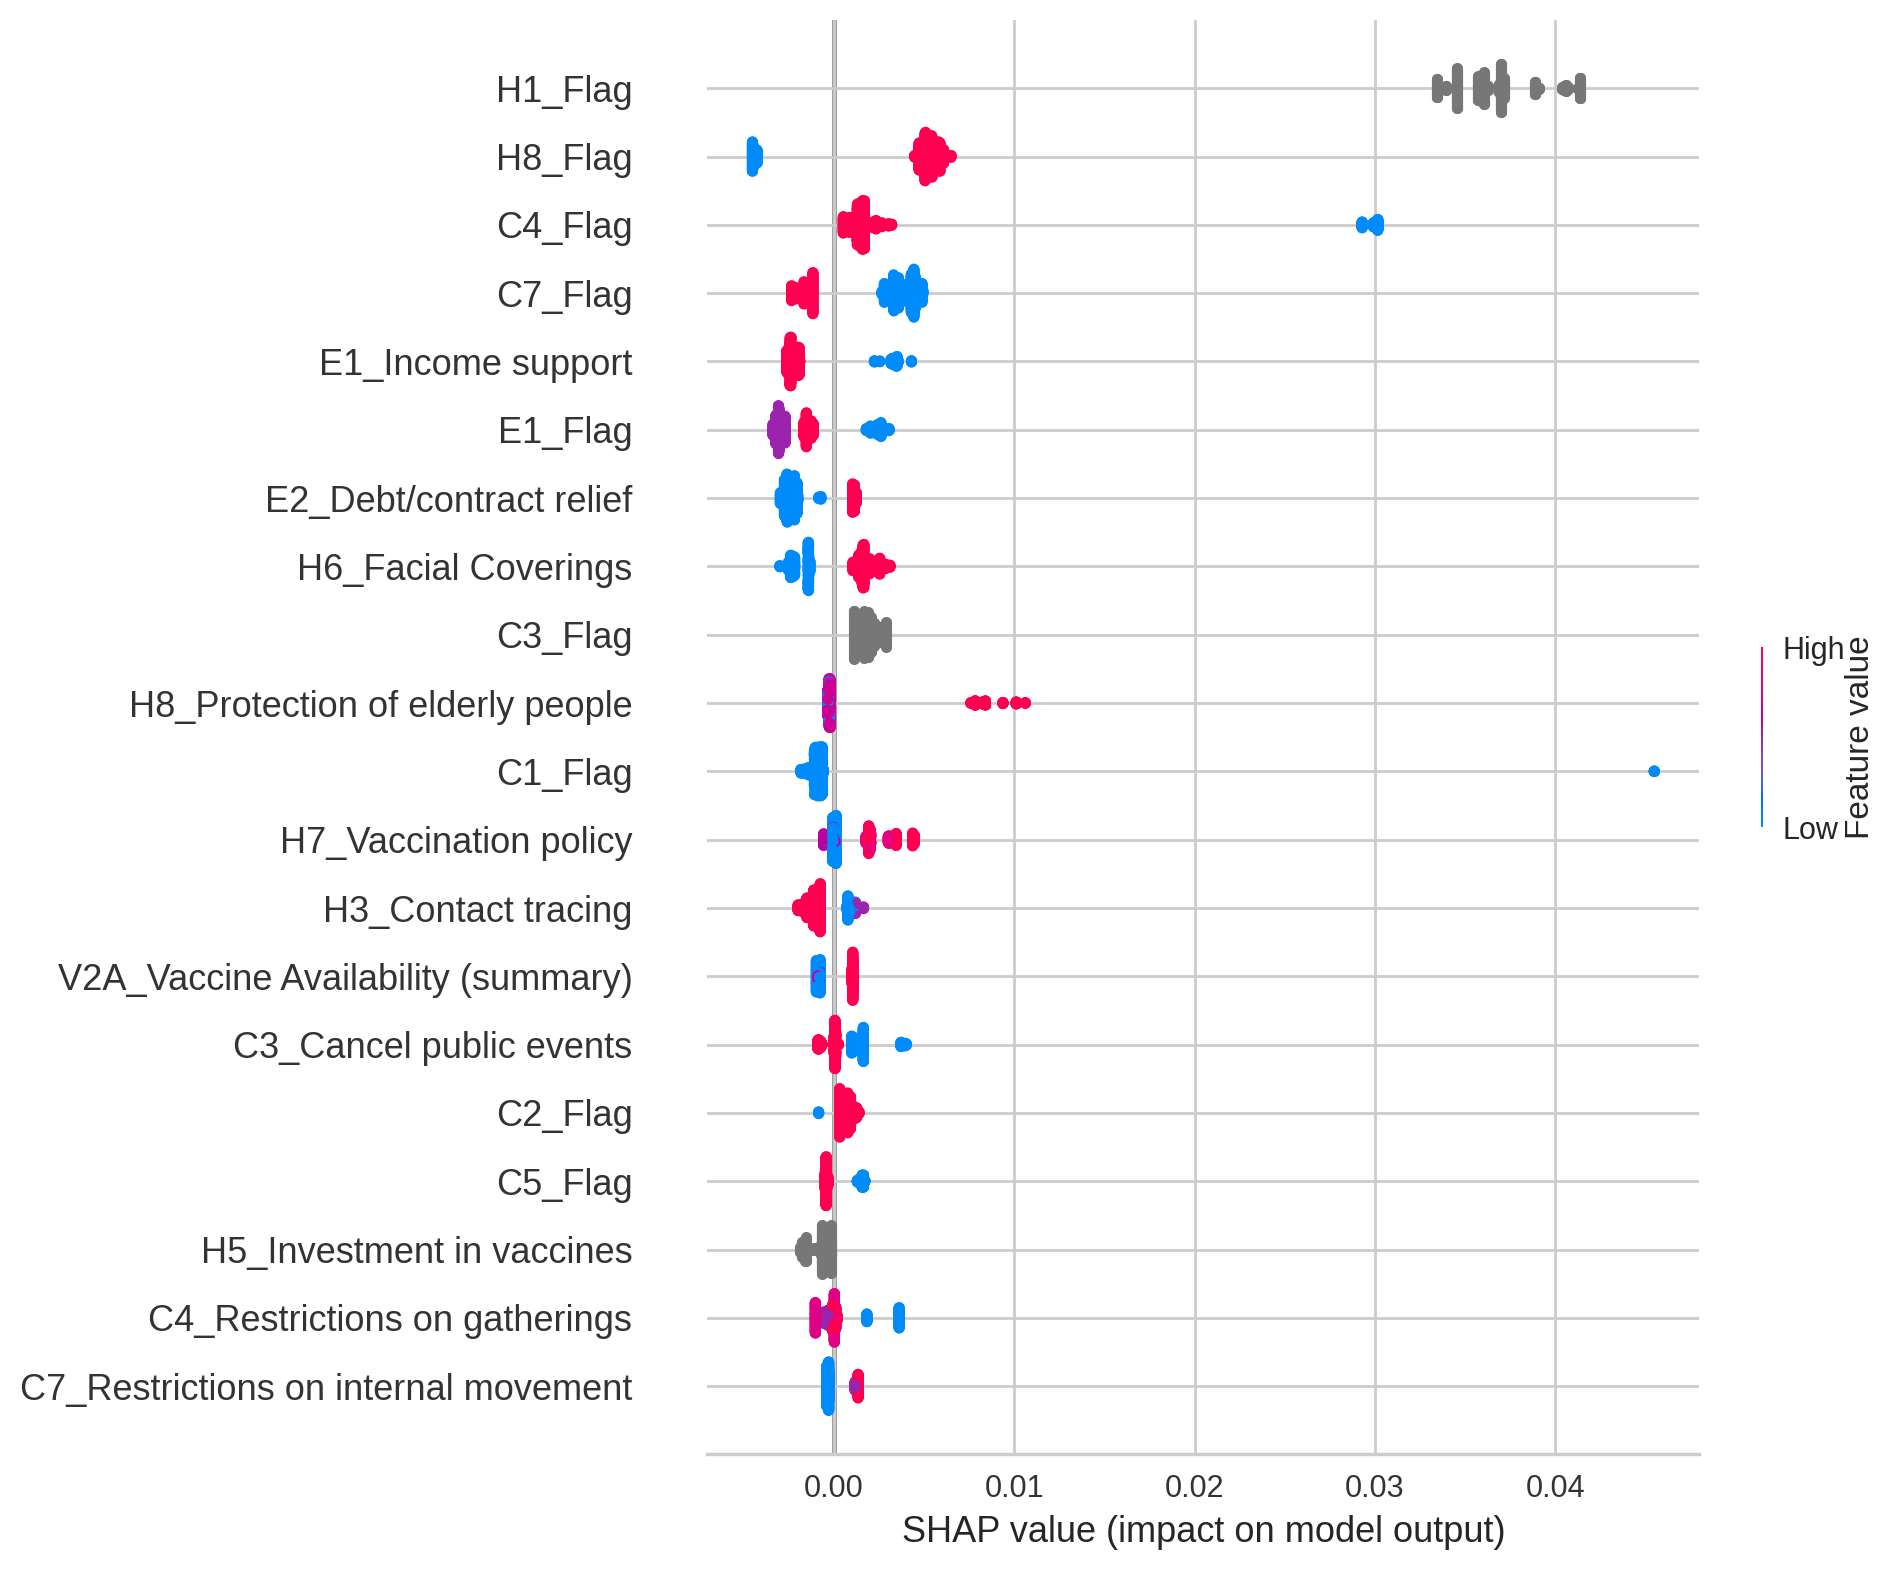 H1_Flag
H8_Flag
C4_Flag
C7_Flag
E1_Income support
E1_Flag
E2_Debt/contract relief
H6_Facial Coverings
C3_Flag
H8_Protection of elderly people
C1_Flag
H7_Vaccination policy
H3_Contact tracing
V2A_Vaccine Availability (summary)
C3_Cancel public events
C2_Flag
C5_Flag
H5_Investment in vaccines
C4_Restrictions on gatherings
C7_Restrictions on internal movement
0.00 0.01 0.02 0.03 0.04
SHAP value (impact on model output)
High
Low
Feature value